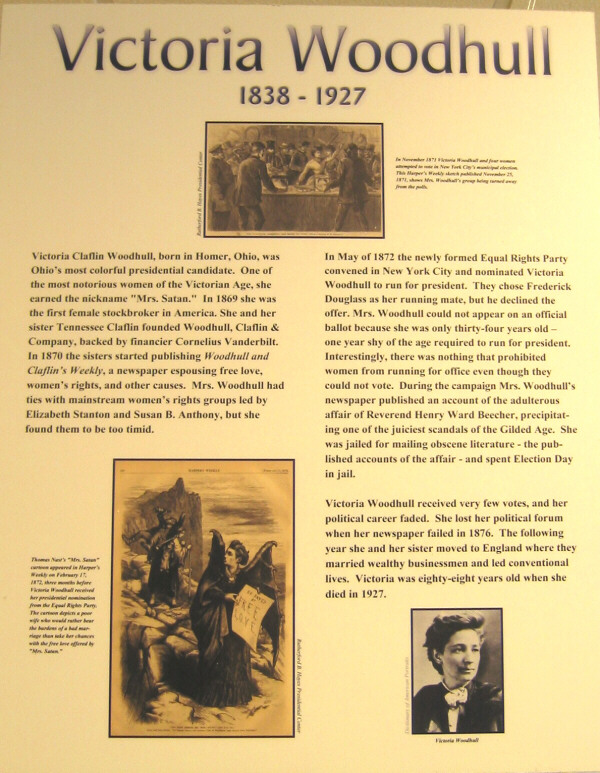 Victoria Woodhull
1838 - 1927
Rutherford B. Hayes Presidential Center
In November 1871 Victoria Woodhull and four women
attempted to vote in New York City's municipal election.
This Harper's Weekly sketch published November 25,
1871, shows Mrs. Woodhull's group being turned away
from the polls.
Victoria Claflin Woodhull, born in Homer, Ohio, was
Ohio's most colorful presidential candidate. One of
the most notorious women of the Victorian Age, she
earned the nickname "Mrs. Satan." In 1869 she was
the first female stockbroker in America. She and her
sister Tennessee Claflin founded Woodhull, Claflin &
Company, backed by financier Cornelius Vanderbilt.
In 1870 the sisters started publishing Woodhull and
Claflin's Weekly, a newspaper espousing free love,
women's rights, and other causes. Mrs. Woodhull had
ties with mainstream women's rights groups led by
Elizabeth Stanton and Susan B. Anthony, but she
found them to be too timid.
Thomas Nast's "Mrs. Satan"
cartoon appeared in Harper's
Weekly on February 17,
1872, three months before
Victoria Woodhull received
her presidential nomination
from the Equal Rights Party.
The cartoon depicts a poor
wife who would rather bear
the burdens of a bad mar-
riage than take her chances
with the free love offered by
"Mrs. Satan."
HARPER'S WEEKLY
FREE
LOVE
Rutherford B. Hayes Presidential Center
In May of 1872 the newly formed Equal Rights Party
convened in New York City and nominated Victoria
Woodhull to run for president. They chose Frederick
Douglass as her running mate, but he declined the
offer. Mrs. Woodhull could not appear on an official
ballot because she was only thirty-four years old –
one year shy of the age required to run for president.
Interestingly, there was nothing that prohibited
women from running for office even though they
could not vote. During the campaign Mrs. Woodhull's
newspaper published an account of the adulterous
affair of Reverend Henry Ward Beecher, precipitat-
ing one of the juiciest scandals of the Gilded Age. She
was jailed for mailing obscene literature - the pub-
lished accounts of the affair - and spent Election Day
in jail.
Victoria Woodhull received very few votes, and her
political career faded. She lost her political forum
when her newspaper failed in 1876. The following
year she and her sister moved to England where they
married wealthy businessmen and led conventional
lives. Victoria was eighty-eight years old when she
died in 1927.
Victoria Woodhull